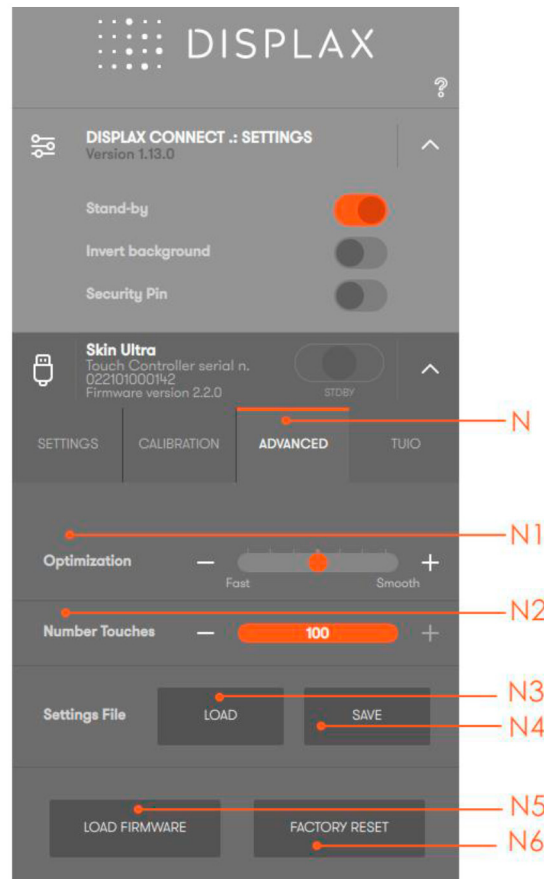 DISPLAX
?
DISPLAX CONNECT .: SETTINGS
Version 1.13.0
Stand-by
Invert background
Security Pin
Skin Ultra
Touch Controller serial n.
022101000142
Firmware version 2.2.0
STDBY
N
SETTINGS CALIBRATION ADVANCED TUIO
N1
Optimization − +
Fast Smooth
N2
Number Touches − 100 +
N3
Settings File LOAD SAVE
N4
N5
LOAD FIRMWARE FACTORY RESET
N6